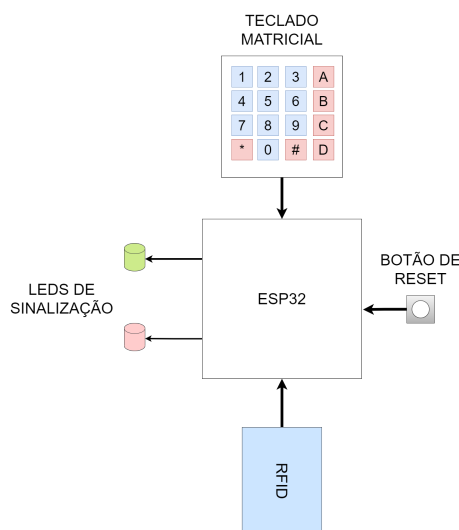 TECLADO
MATRICIAL
1 2 3 A
4 5 6 B
7 8 9 C
* 0 # D
LEDS DE
SINALIZAÇÃO
ESP32
BOTÃO DE
RESET
RFID